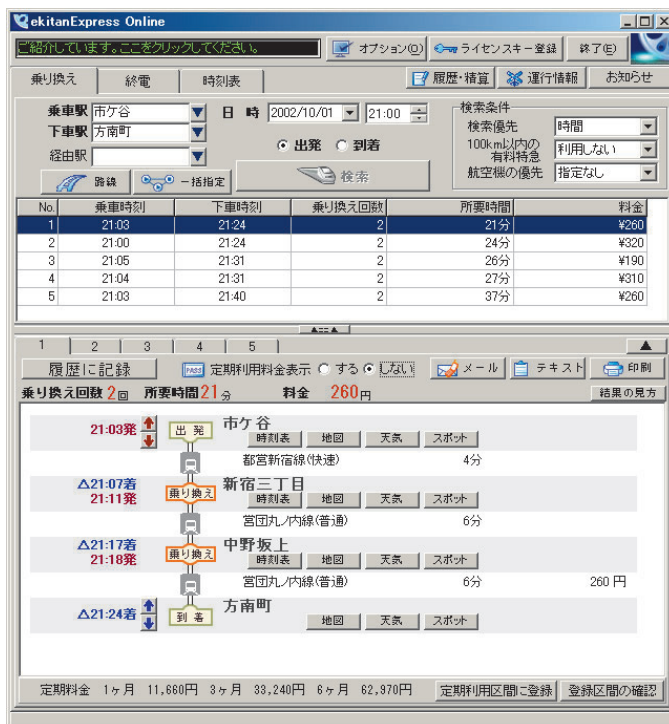 ekitanExpress Online
ご紹介しています。ここをクリックしてください。
オプション(O)
ライセンスキー登録
終了(E)
乗り換え
終電
時刻表
履歴・積算
運行情報
お知らせ
乗車駅 市ケ谷
日 時 2002/10/01 21:00
下車駅 方南町
出発 到着
経由駅
路線
一括指定
検索
検索条件
検索優先 時間
100km以内の有料特急 利用しない
航空機の優先 指定なし
No. 乗車時刻 下車時刻 乗り換え回数 所要時間 料金
1 21:03 21:24 2 21分 ¥260
2 21:00 21:24 2 24分 ¥320
3 21:05 21:31 2 26分 ¥190
4 21:04 21:31 2 27分 ¥310
5 21:03 21:40 2 37分 ¥260
1 2 3 4 5
履歴に記録
PASS 定期利用料金表示 する しない
メール
テキスト
印刷
乗り換え回数 2回 所要時間 21分 料金 260円
結果の見方
21:03発 出発 市ケ谷
時刻表 地図 天気 スポット
都営新宿線(快速) 4分
△21:07着 新宿三丁目
21:11発 乗り換え 時刻表 地図 天気 スポット
営団丸ノ内線(普通) 6分
△21:17着 中野坂上
21:18発 乗り換え 時刻表 地図 天気 スポット
営団丸ノ内線(普通) 6分 260円
△21:24着 到着 方南町
地図 天気 スポット
定期料金 1ヶ月 11,660円 3ヶ月 33,240円 6ヶ月 62,970円
定期利用区間に登録
登録区間の確認